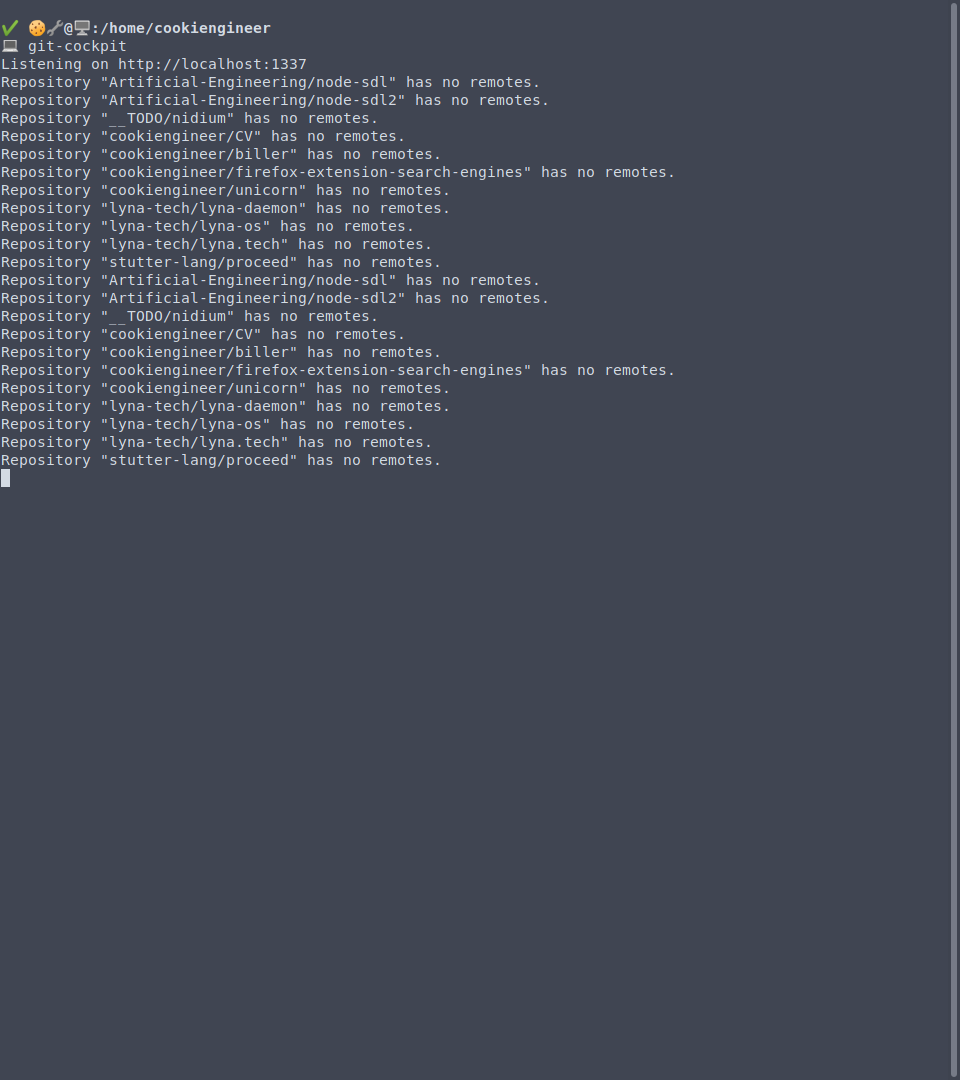 ✔ 🍪🔧@🖥:/home/cookiengineer
💻 git-cockpit
Listening on http://localhost:1337
Repository "Artificial-Engineering/node-sdl" has no remotes.
Repository "Artificial-Engineering/node-sdl2" has no remotes.
Repository "__TODO/nidium" has no remotes.
Repository "cookiengineer/CV" has no remotes.
Repository "cookiengineer/biller" has no remotes.
Repository "cookiengineer/firefox-extension-search-engines" has no remotes.
Repository "cookiengineer/unicorn" has no remotes.
Repository "lyna-tech/lyna-daemon" has no remotes.
Repository "lyna-tech/lyna-os" has no remotes.
Repository "lyna-tech/lyna.tech" has no remotes.
Repository "stutter-lang/proceed" has no remotes.
Repository "Artificial-Engineering/node-sdl" has no remotes.
Repository "Artificial-Engineering/node-sdl2" has no remotes.
Repository "__TODO/nidium" has no remotes.
Repository "cookiengineer/CV" has no remotes.
Repository "cookiengineer/biller" has no remotes.
Repository "cookiengineer/firefox-extension-search-engines" has no remotes.
Repository "cookiengineer/unicorn" has no remotes.
Repository "lyna-tech/lyna-daemon" has no remotes.
Repository "lyna-tech/lyna-os" has no remotes.
Repository "lyna-tech/lyna.tech" has no remotes.
Repository "stutter-lang/proceed" has no remotes.